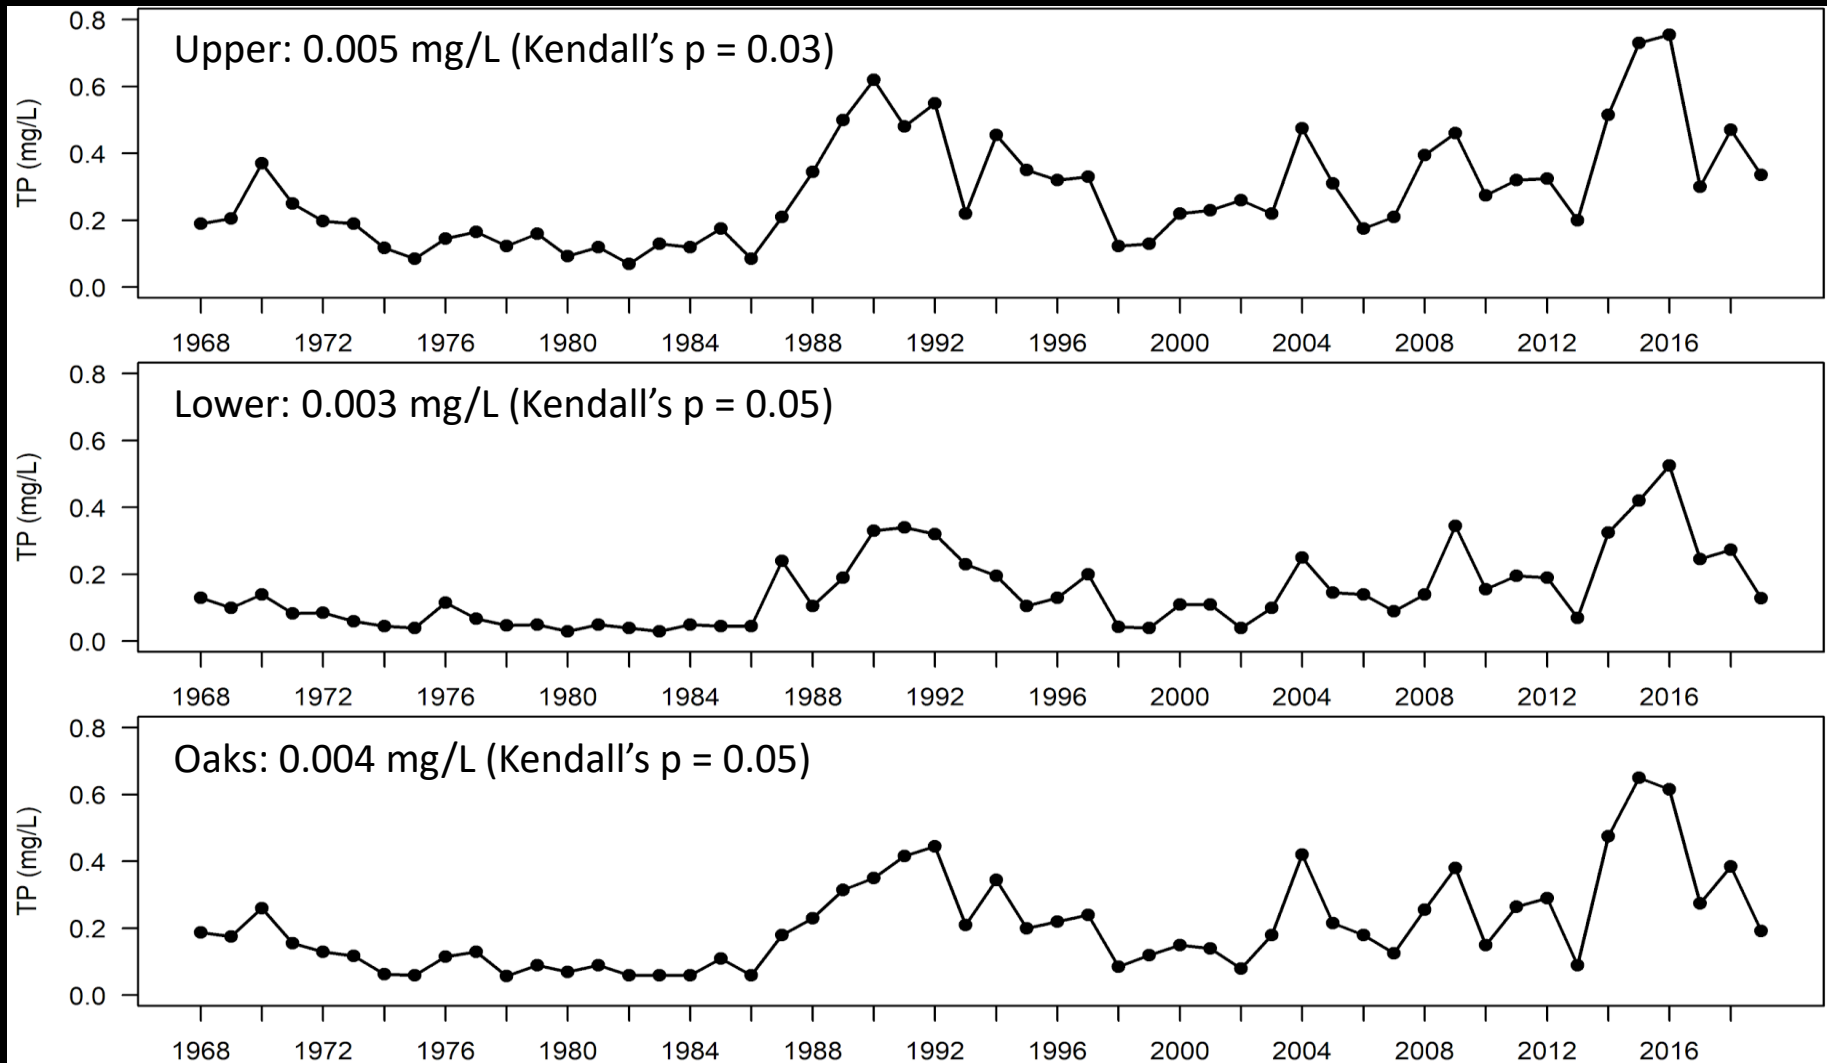 Upper: 0.005 mg/L (Kendall’s p = 0.03)
TP (mg/L)
0.8
0.6
0.4
0.2
0.0
1968 1972 1976 1980 1984 1988 1992 1996 2000 2004 2008 2012 2016
Lower: 0.003 mg/L (Kendall’s p = 0.05)
TP (mg/L)
0.8
0.6
0.4
0.2
0.0
1968 1972 1976 1980 1984 1988 1992 1996 2000 2004 2008 2012 2016
Oaks: 0.004 mg/L (Kendall’s p = 0.05)
TP (mg/L)
0.8
0.6
0.4
0.2
0.0
1968 1972 1976 1980 1984 1988 1992 1996 2000 2004 2008 2012 2016